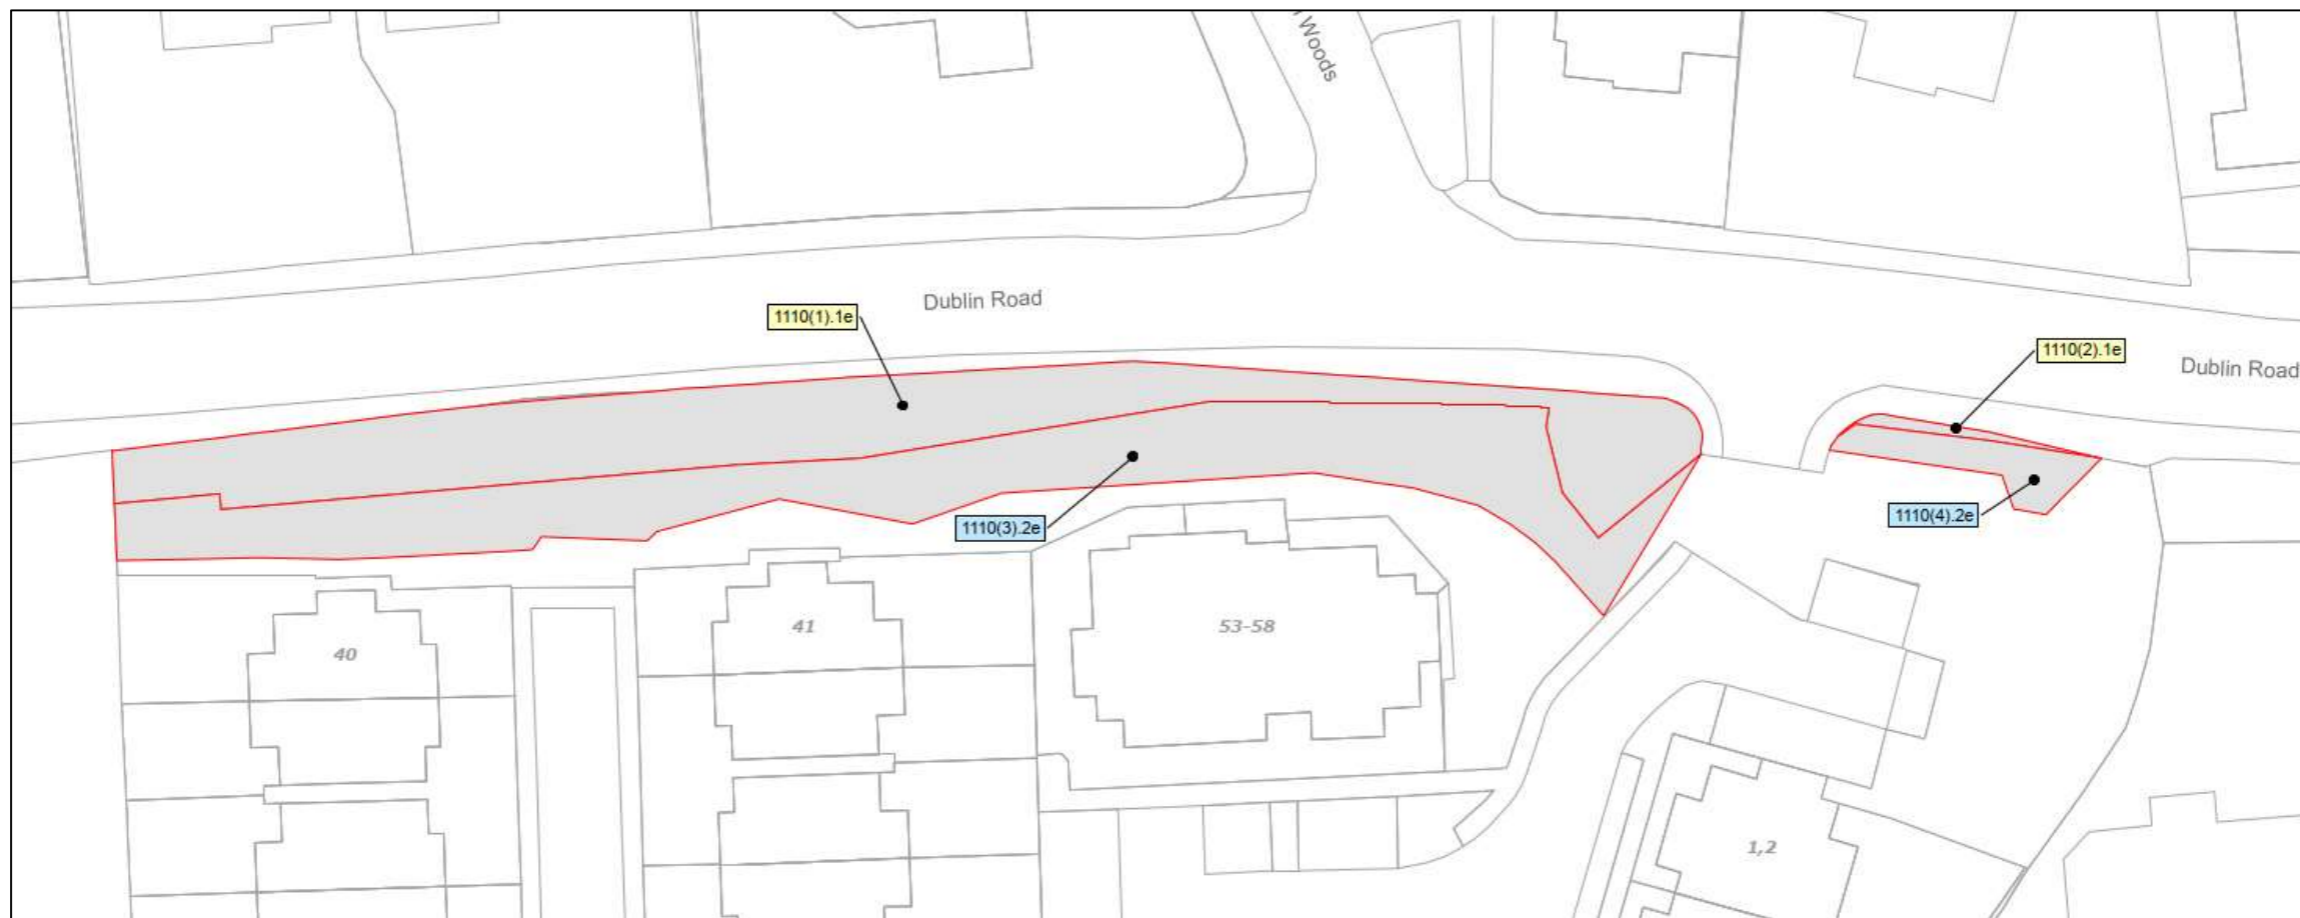 Woods
Dublin Road
1110(1).1e
1110(2).1e
Dublin Road
1110(3).2e
1110(4).2e
40
41
53-58
1,2